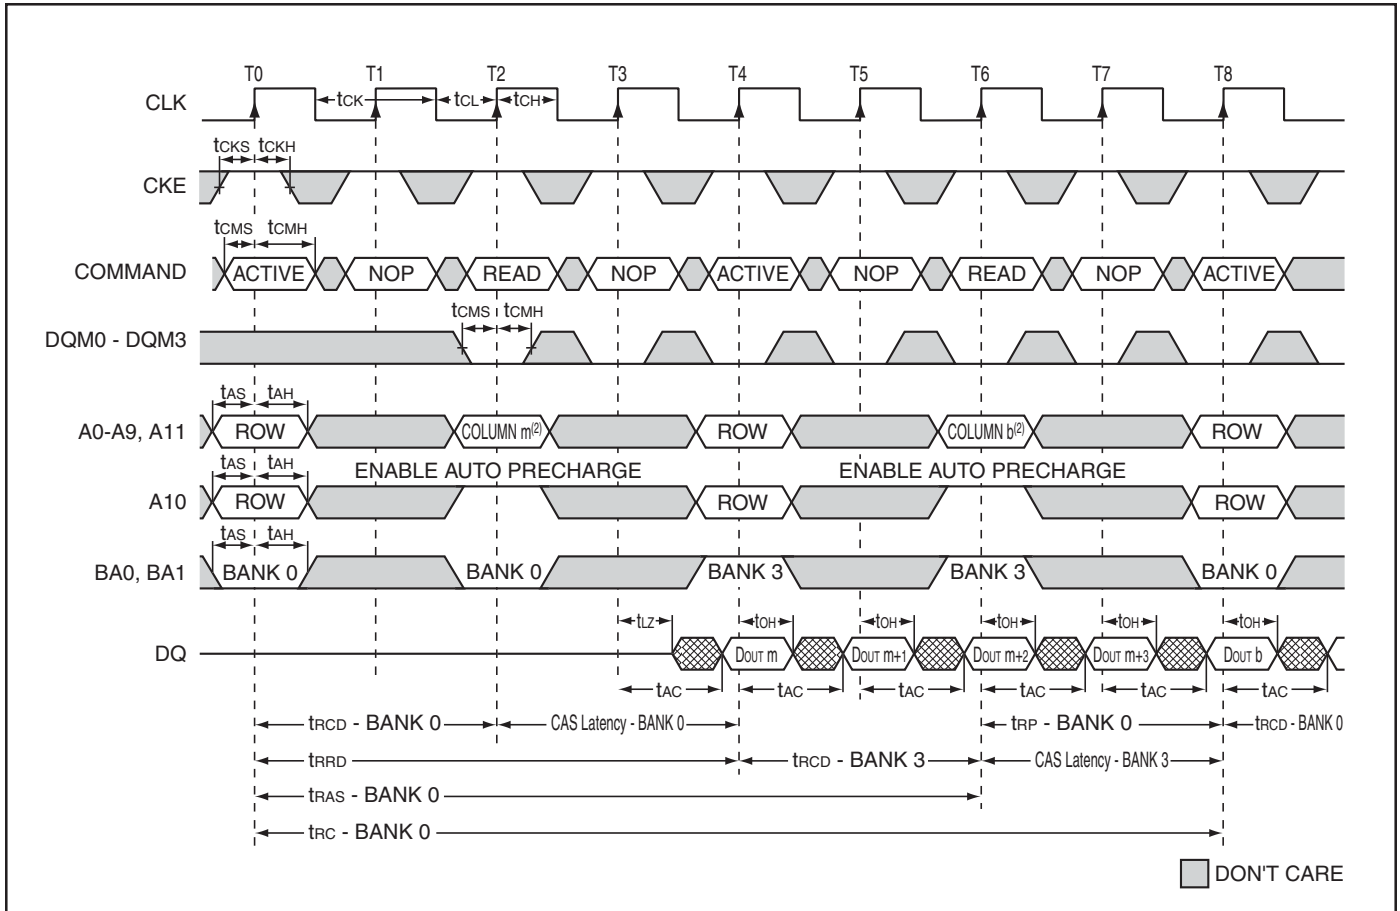 T0 T1 T2 T3 T4 T5 T6 T7 T8
CLK tCK tCL tCH
tCKS tCKH
CKE
tCMS tCMH
COMMAND ACTIVE NOP READ NOP ACTIVE NOP READ NOP ACTIVE
tCMS tCMH
DQM0 - DQM3
tAS tAH
A0-A9, A11 ROW COLUMN m(2) ROW COLUMN b(2) ROW
tAS tAH ENABLE AUTO PRECHARGE ENABLE AUTO PRECHARGE
A10 ROW ROW ROW
tAS tAH
BA0, BA1 BANK 0 BANK 0 BANK 3 BANK 3 BANK 0
tLZ tOH tOH tOH tOH tOH
DQ DOUT m DOUT m+1 DOUT m+2 DOUT m+3 DOUT b
tAC tAC tAC tAC tAC tAC
tRCD - BANK 0 CAS Latency - BANK 0 tRP - BANK 0 tRCD - BANK 0
tRRD tRCD - BANK 3 CAS Latency - BANK 3
tRAS - BANK 0
tRC - BANK 0
DON'T CARE